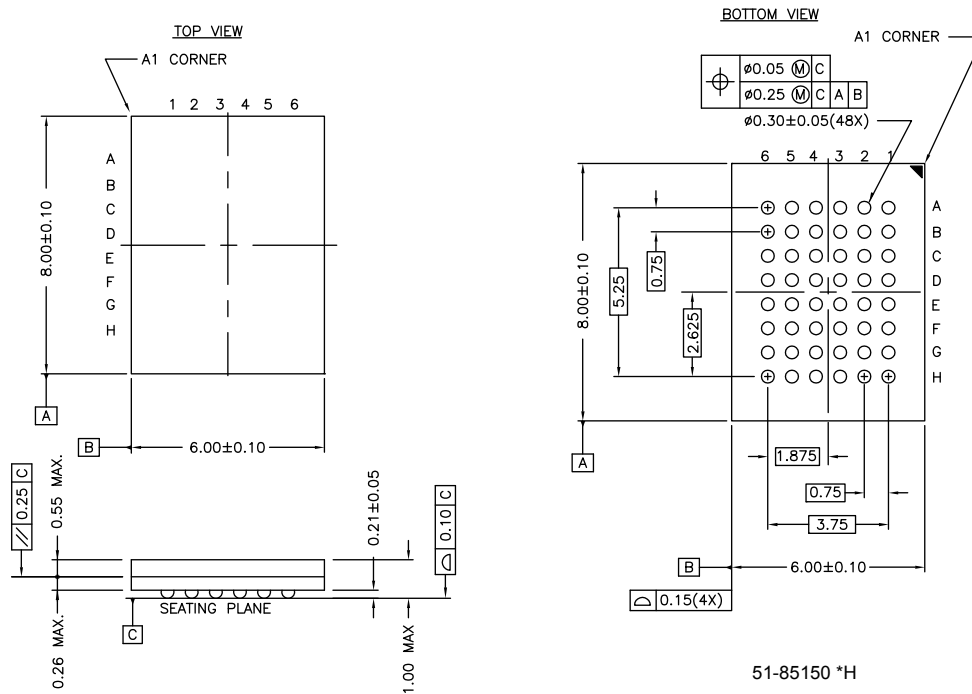 TOP VIEW
A1 CORNER
1 2 3 4 5 6
A
B
C
D
E
F
G
H
8.00±0.10
A
B
6.00±0.10
// 0.25 C
0.55 MAX.
0.21±0.05
⌓ 0.10 C
SEATING PLANE
C
0.26 MAX.
1.00 MAX.
BOTTOM VIEW
A1 CORNER
⌖ ⌀0.05 Ⓜ C
⌀0.25 Ⓜ C A B
⌀0.30±0.05(48X)
6 5 4 3 2 1
A
B
C
D
E
F
G
H
8.00±0.10
5.25
0.75
2.625
A
1.875
0.75
3.75
B
6.00±0.10
⌓ 0.15(4X)
51-85150 *H